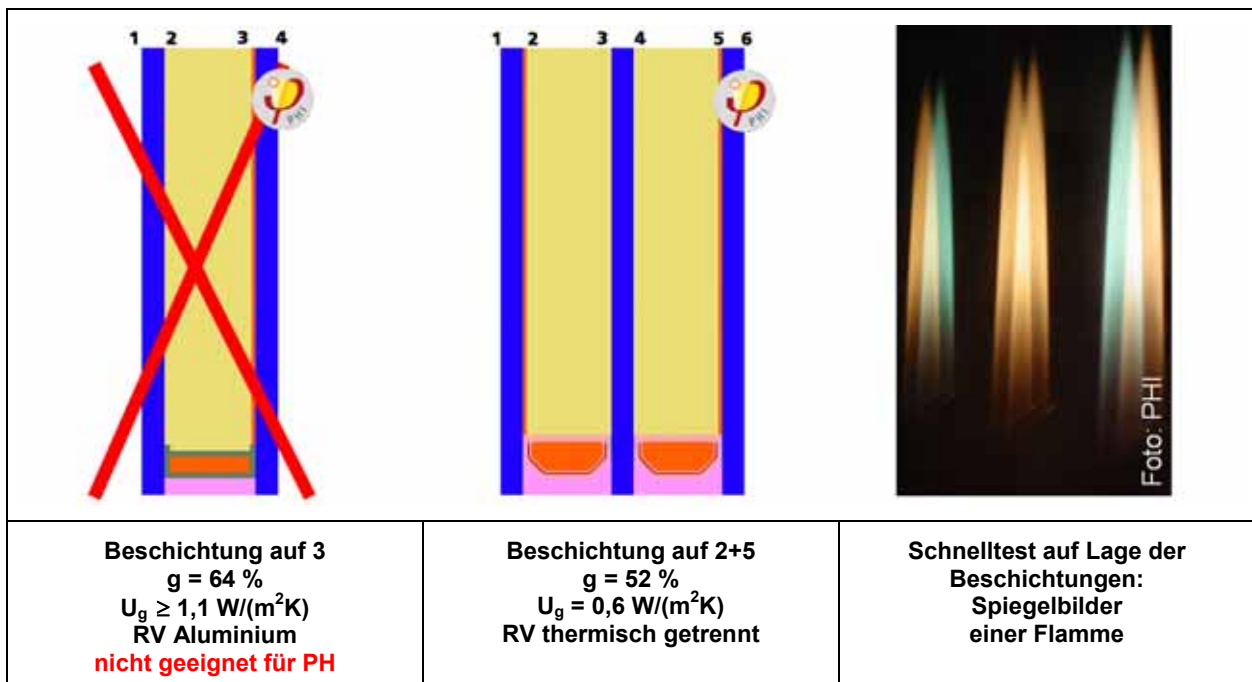 1 2 3 4
PHI
1 2 3 4 5 6
PHI
Foto: PHI
Beschichtung auf 3
g = 64 %
U_g ≥ 1,1 W/(m²K)
RV Aluminium
nicht geeignet für PH
Beschichtung auf 2+5
g = 52 %
U_g = 0,6 W/(m²K)
RV thermisch getrennt
Schnelltest auf Lage der
Beschichtungen:
Spiegelbilder
einer Flamme